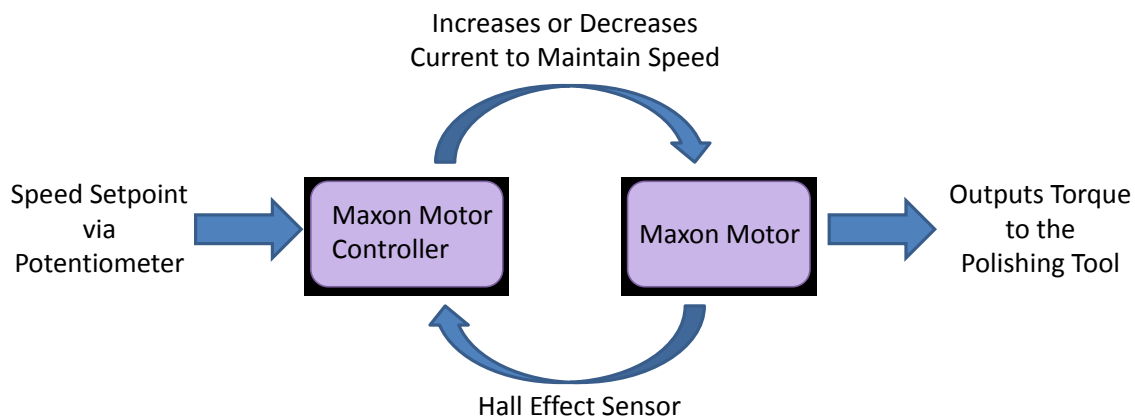 Increases or Decreases
Current to Maintain Speed
Speed Setpoint
via
Potentiometer
Maxon Motor
Controller
Maxon Motor
Outputs Torque
to the
Polishing Tool
Hall Effect Sensor